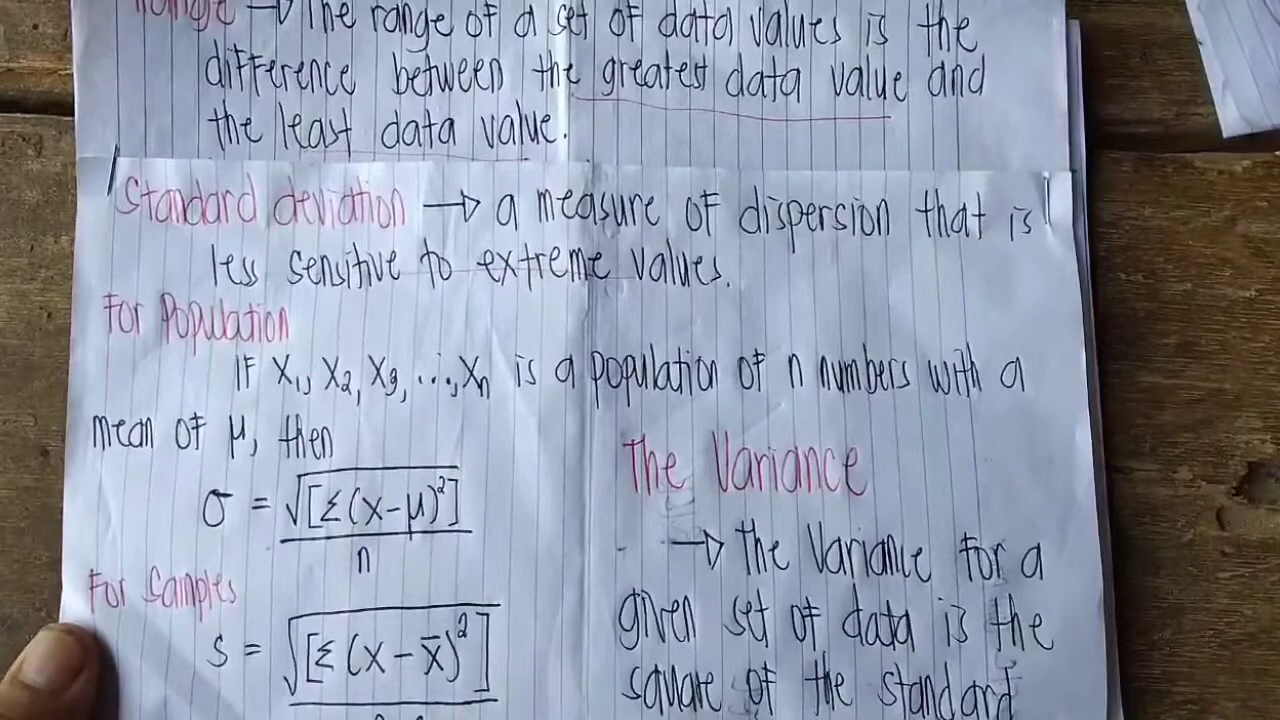 Range → The range of a set of data values is the
difference between the greatest data value and
the least data value.
Standard deviation → a measure of dispersion that is
less sensitive to extreme values.
For Population
If X₁, X₂, X₃, ..., Xₙ is a population of n numbers with a
mean of μ, then
σ = √[Σ(x-μ)²]
n
For Samples
s = √[Σ(x-x̄)²]
The Variance
→ The Variance for a
given set of data is the
square of the standard